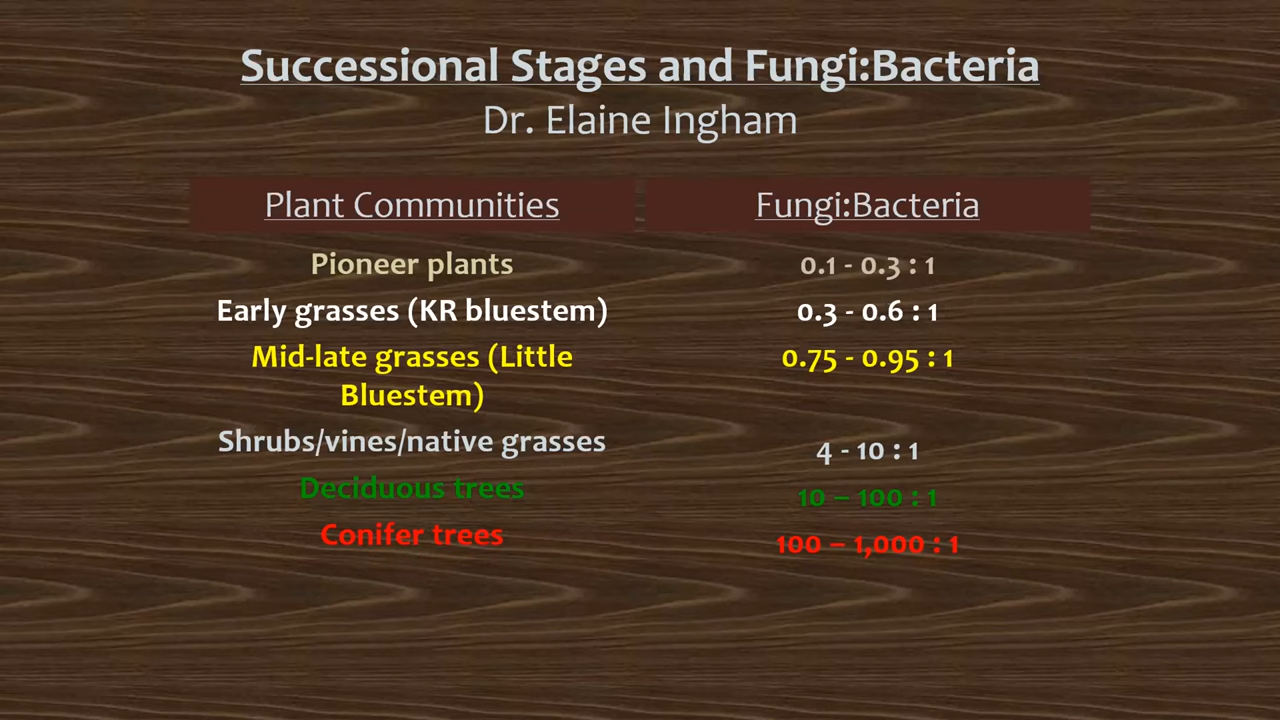 Successional Stages and Fungi:Bacteria
Dr. Elaine Ingham
Plant Communities Fungi:Bacteria
Pioneer plants 0.1 - 0.3 : 1
Early grasses (KR bluestem) 0.3 - 0.6 : 1
Mid-late grasses (Little 0.75 - 0.95 : 1
Bluestem)
Shrubs/vines/native grasses 4 - 10 : 1
Deciduous trees 10 – 100 : 1
Conifer trees 100 – 1,000 : 1